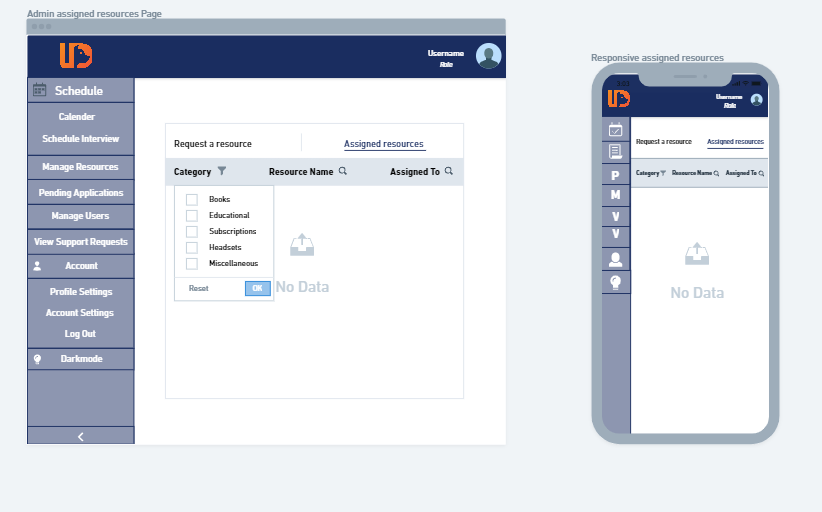 Admin assigned resources Page
Username
Role
Schedule
Calender
Schedule Interview
Manage Resources
Pending Applications
Manage Users
View Support Requests
Account
Profile Settings
Account Settings
Log Out
Darkmode
Request a resource
Assigned resources
Category
Resource Name
Assigned To
Books
Educational
Subscriptions
Headsets
Miscellaneous
Reset
OK
No Data
Responsive assigned resources
Username
Role
P
M
V
V
Request a resource
Assigned resources
Category
Resource Name
Assigned To
No Data